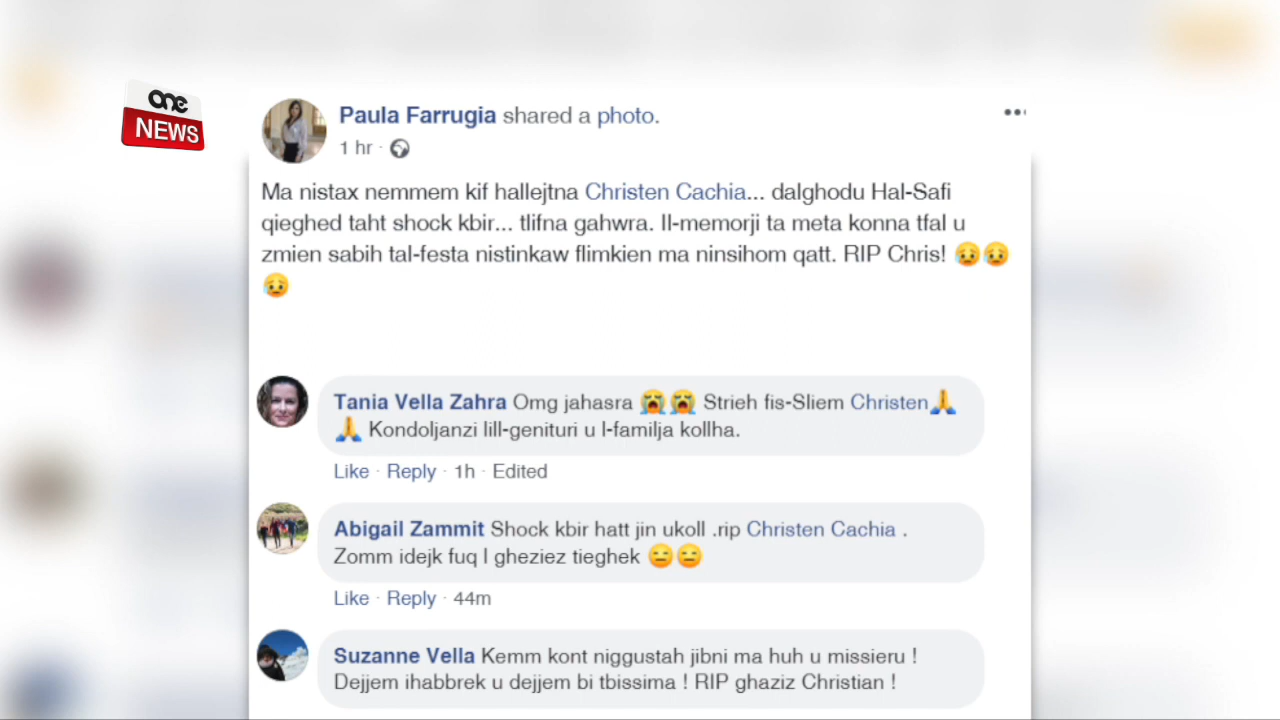 one
NEWS
Paula Farrugia shared a photo.
1 hr ·
Ma nistax nemmem kif hallejtna Christen Cachia... dalghodu Hal-Safi
qieghed taht shock kbir... tlifna gahwra. Il-memorji ta meta konna tfal u
zmien sabih tal-festa nistinkaw flimkien ma ninsihom qatt. RIP Chris! 😥😥
😥
Tania Vella Zahra Omg jahasra 😭😭 Strieh fis-Sliem Christen🙏
🙏 Kondoljanzi lill-genituri u l-familja kollha.
Like · Reply · 1h · Edited
Abigail Zammit Shock kbir hatt jin ukoll .rip Christen Cachia .
Zomm idejk fuq l gheziez tieghek 😑😑
Like · Reply · 44m
Suzanne Vella Kemm kont niggustah jibni ma huh u missieru !
Dejjem ihabbrek u dejjem bi tbissima ! RIP ghaziz Christian !